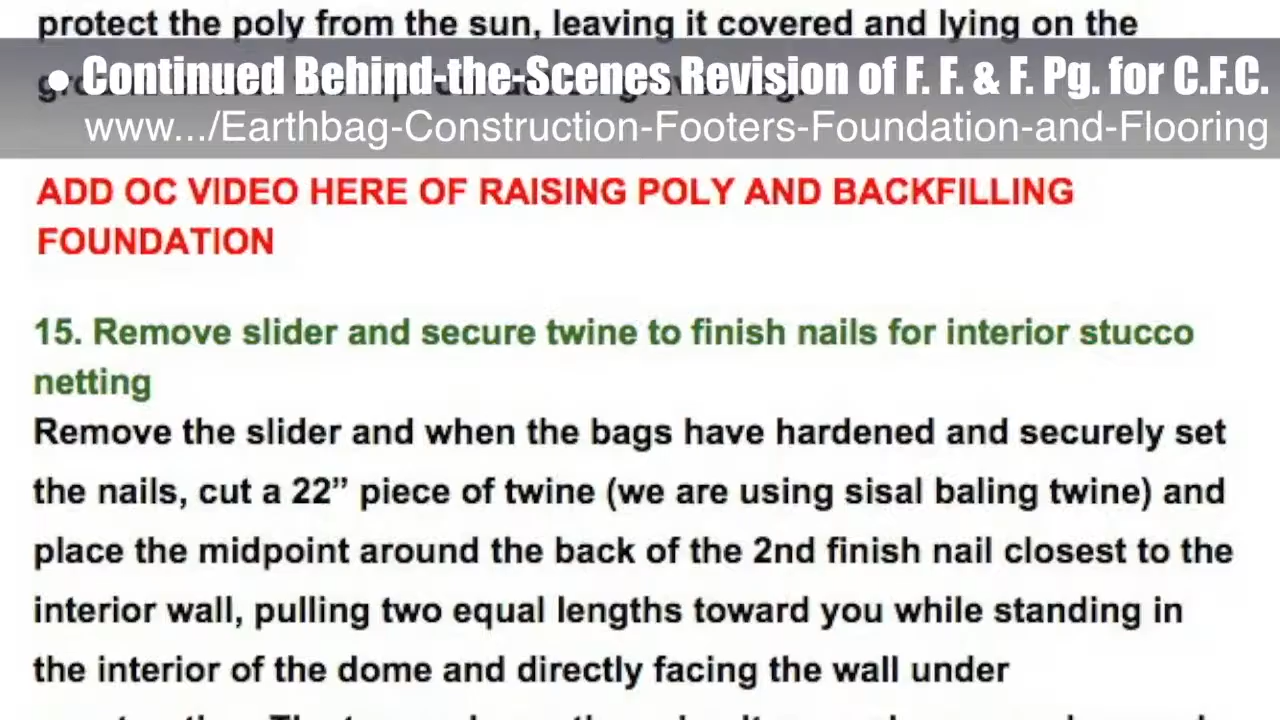 protect the poly from the sun, leaving it covered and lying on the
• Continued Behind-the-Scenes Revision of F. F. & F. Pg. for C.F.C.
www.../Earthbag-Construction-Footers-Foundation-and-Flooring
ADD OC VIDEO HERE OF RAISING POLY AND BACKFILLING
FOUNDATION
15. Remove slider and secure twine to finish nails for interior stucco
netting
Remove the slider and when the bags have hardened and securely set
the nails, cut a 22” piece of twine (we are using sisal baling twine) and
place the midpoint around the back of the 2nd finish nail closest to the
interior wall, pulling two equal lengths toward you while standing in
the interior of the dome and directly facing the wall under